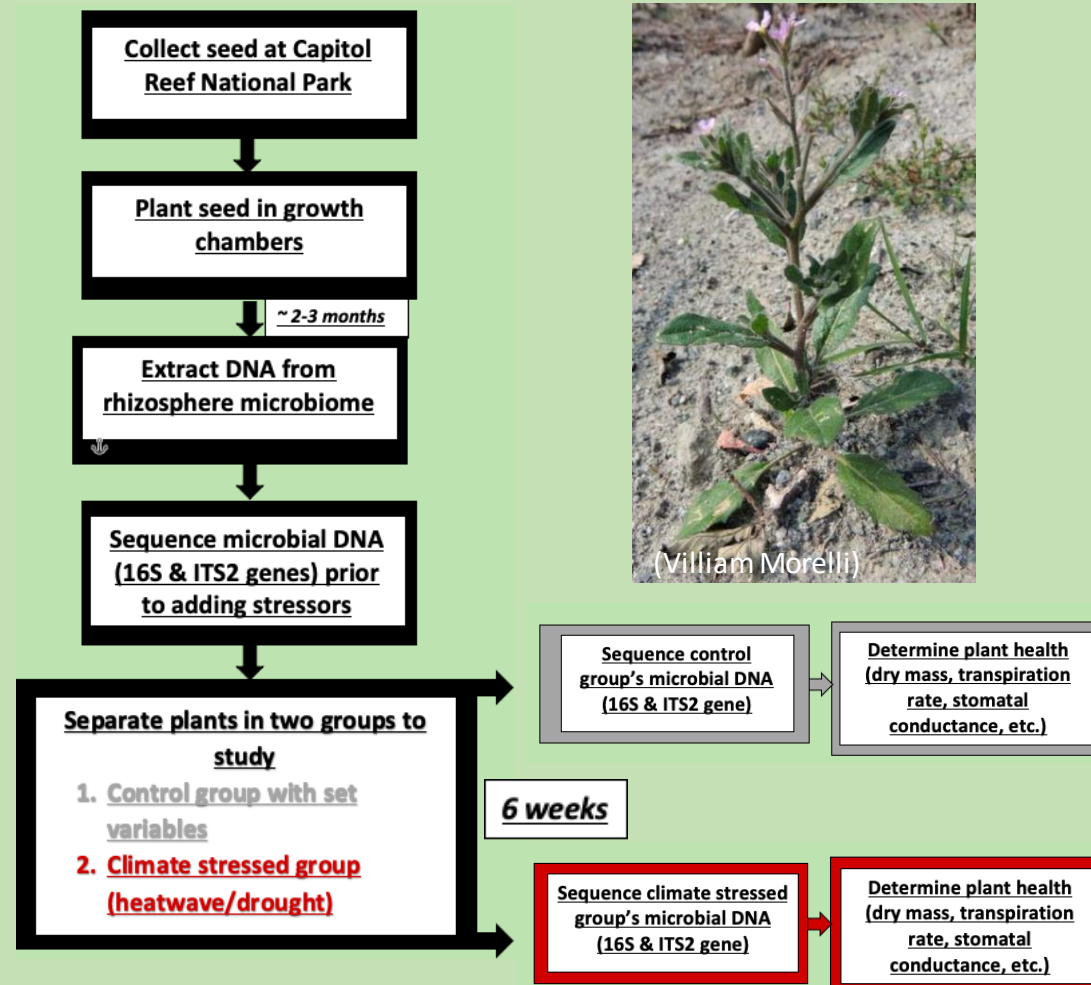 Collect seed at Capitol
Reef National Park
Plant seed in growth
chambers
~ 2-3 months
Extract DNA from
rhizosphere microbiome
Sequence microbial DNA
(16S & ITS2 genes) prior
to adding stressors
Separate plants in two groups to
study
1. Control group with set
variables
2. Climate stressed group
(heatwave/drought)
(Villiam Morelli)
6 weeks
Sequence control
group's microbial DNA
(16S & ITS2 gene)
Determine plant health
(dry mass, transpiration
rate, stomatal
conductance, etc.)
Sequence climate stressed
group's microbial DNA
(16S & ITS2 gene)
Determine plant health
(dry mass, transpiration
rate, stomatal
conductance, etc.)